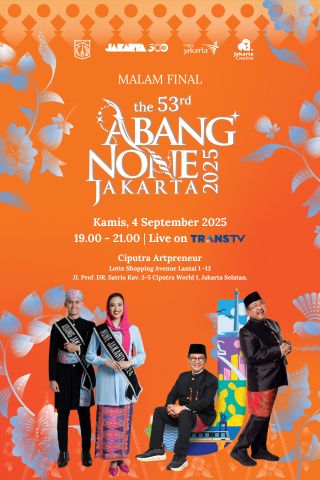 JAKARTA 500
enjoy jakarta
Jakarta Creative
MALAM FINAL
the 53rd
ABANG
NONE
JAKARTA
2025
Kamis, 4 September 2025
19.00 - 21.00 | Live on TRANSTV
Ciputra Artpreneur
Lotte Shopping Avenue Lantai 1 -13
Jl. Prof. DR. Satrio Kav. 3-5 Ciputra World 1, Jakarta Selatan.